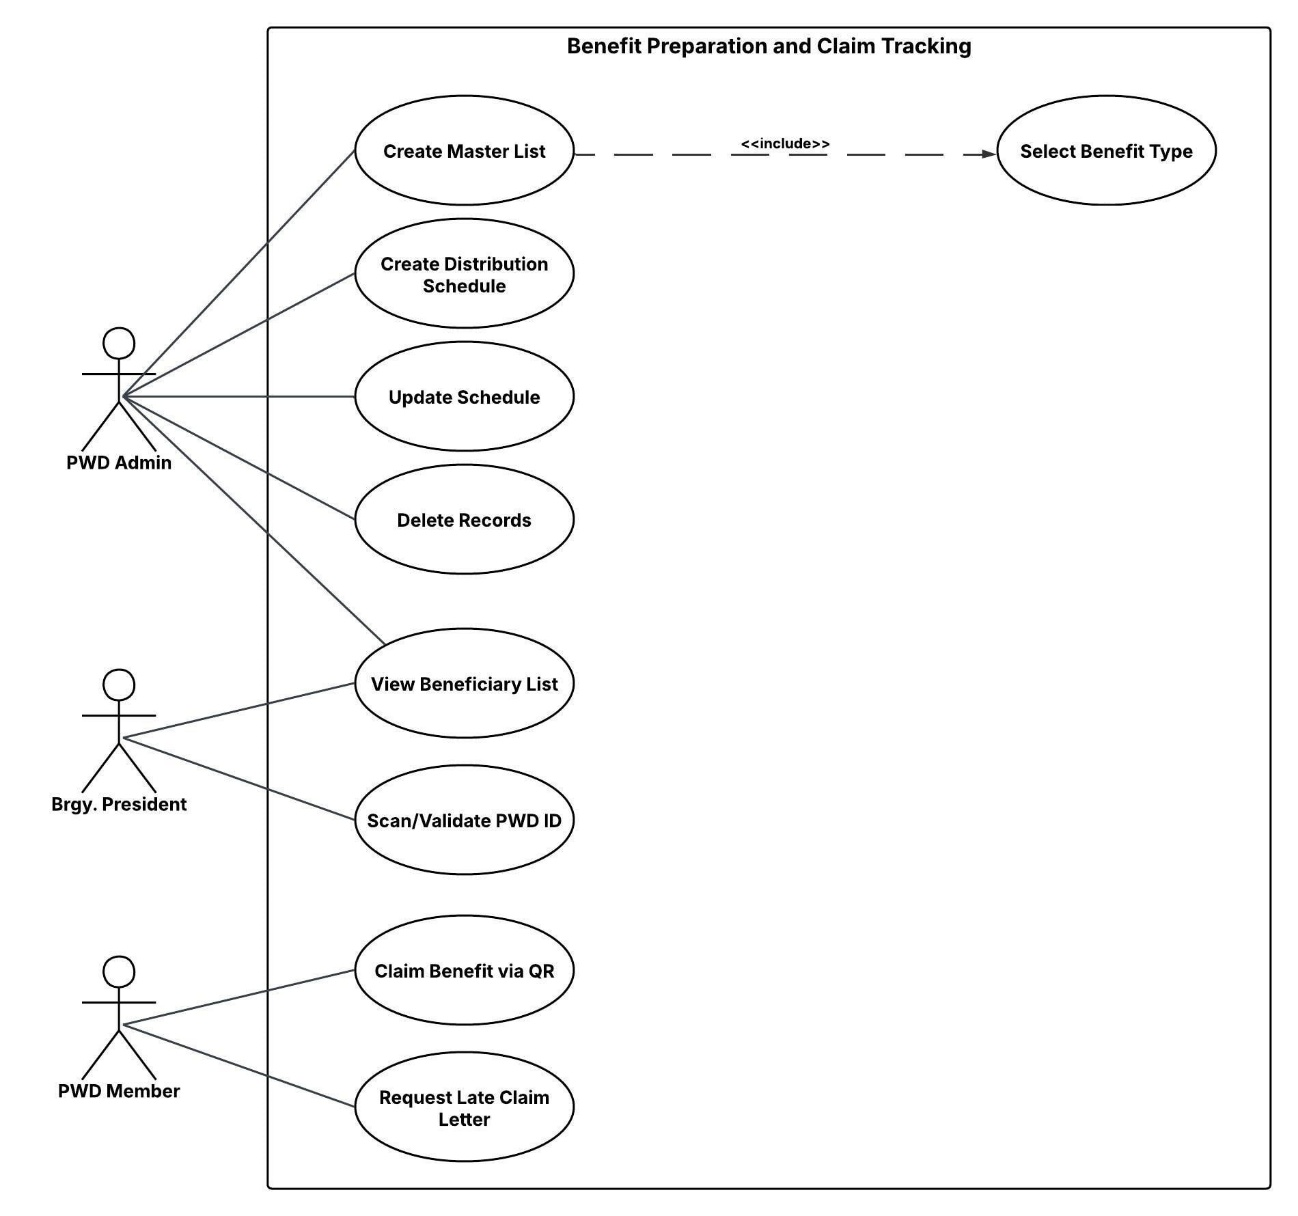 Benefit Preparation and Claim Tracking
Create Master List
<<include>>
Select Benefit Type
Create Distribution
Schedule
Update Schedule
PWD Admin
Delete Records
View Beneficiary List
Brgy. President
Scan/Validate PWD ID
Claim Benefit via QR
PWD Member
Request Late Claim
Letter